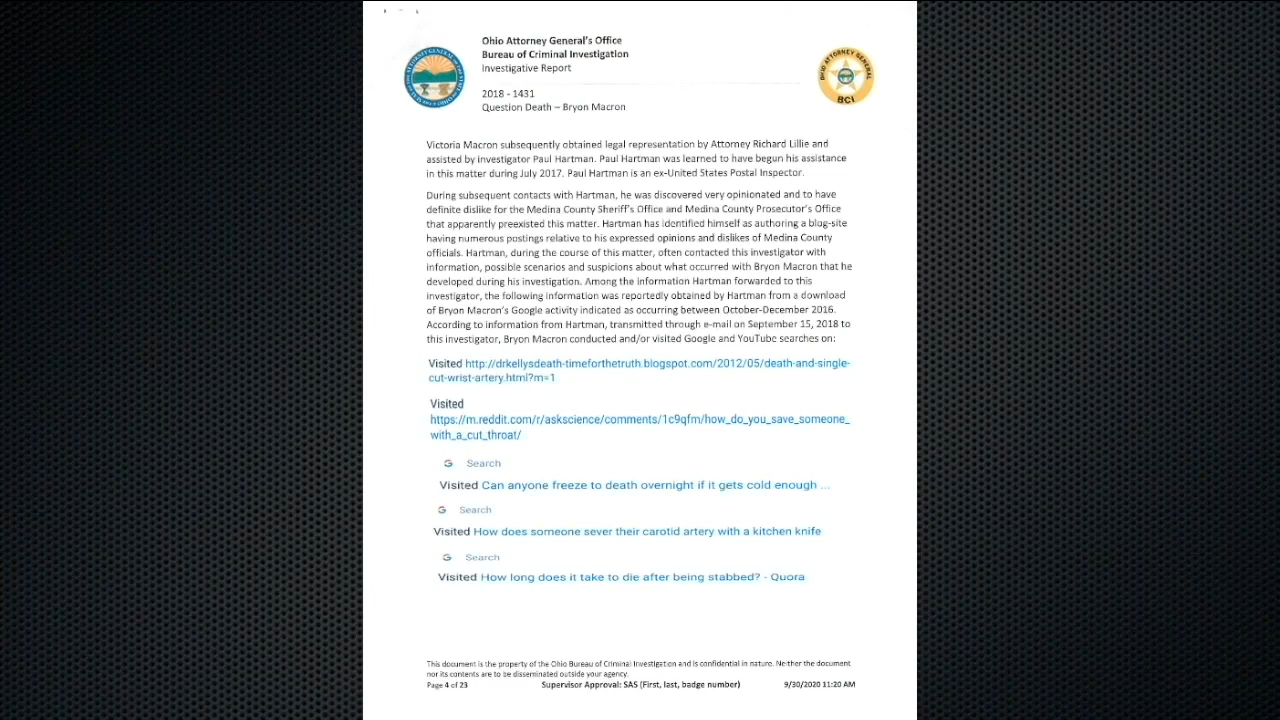 Ohio Attorney General's Office
Bureau of Criminal Investigation
Investigative Report
2018 - 1431
Question Death – Bryon Macron
OHIO ATTORNEY GENERAL
BCI
Victoria Macron subsequently obtained legal representation by Attorney Richard Lillie and
assisted by investigator Paul Hartman. Paul Hartman was learned to have begun his assistance
in this matter during July 2017. Paul Hartman is an ex-United States Postal Inspector.
During subsequent contacts with Hartman, he was discovered very opinionated and to have
definite dislike for the Medina County Sheriff's Office and Medina County Prosecutor's Office
that apparently preexisted this matter. Hartman has identified himself as authoring a blog-site
having numerous postings relative to his expressed opinions and dislikes of Medina County
officials. Hartman, during the course of this matter, often contacted this investigator with
information, possible scenarios and suspicions about what occurred with Bryon Macron that he
developed during his investigation. Among the information Hartman forwarded to this
investigator, the following information was reportedly obtained by Hartman from a download
of Bryon Macron's Google activity indicated as occurring between October-December 2016.
According to information from Hartman, transmitted through e-mail on September 15, 2018 to
this investigator, Bryon Macron conducted and/or visited Google and YouTube searches on:
Visited http://drkellysdeath-timeforthetruth.blogspot.com/2012/05/death-and-single-
cut-wrist-artery.html?m=1
Visited
https://m.reddit.com/r/askscience/comments/1c9qfm/how_do_you_save_someone_
with_a_cut_throat/
G Search
Visited Can anyone freeze to death overnight if it gets cold enough ...
G Search
Visited How does someone sever their carotid artery with a kitchen knife
G Search
Visited How long does it take to die after being stabbed? - Quora
This document is the property of the Ohio Bureau of Criminal Investigation and is confidential in nature. Neither the document
nor its contents are to be disseminated outside your agency.
Page 4 of 23 Supervisor Approval: SAS (First, last, badge number) 9/30/2020 11:20 AM